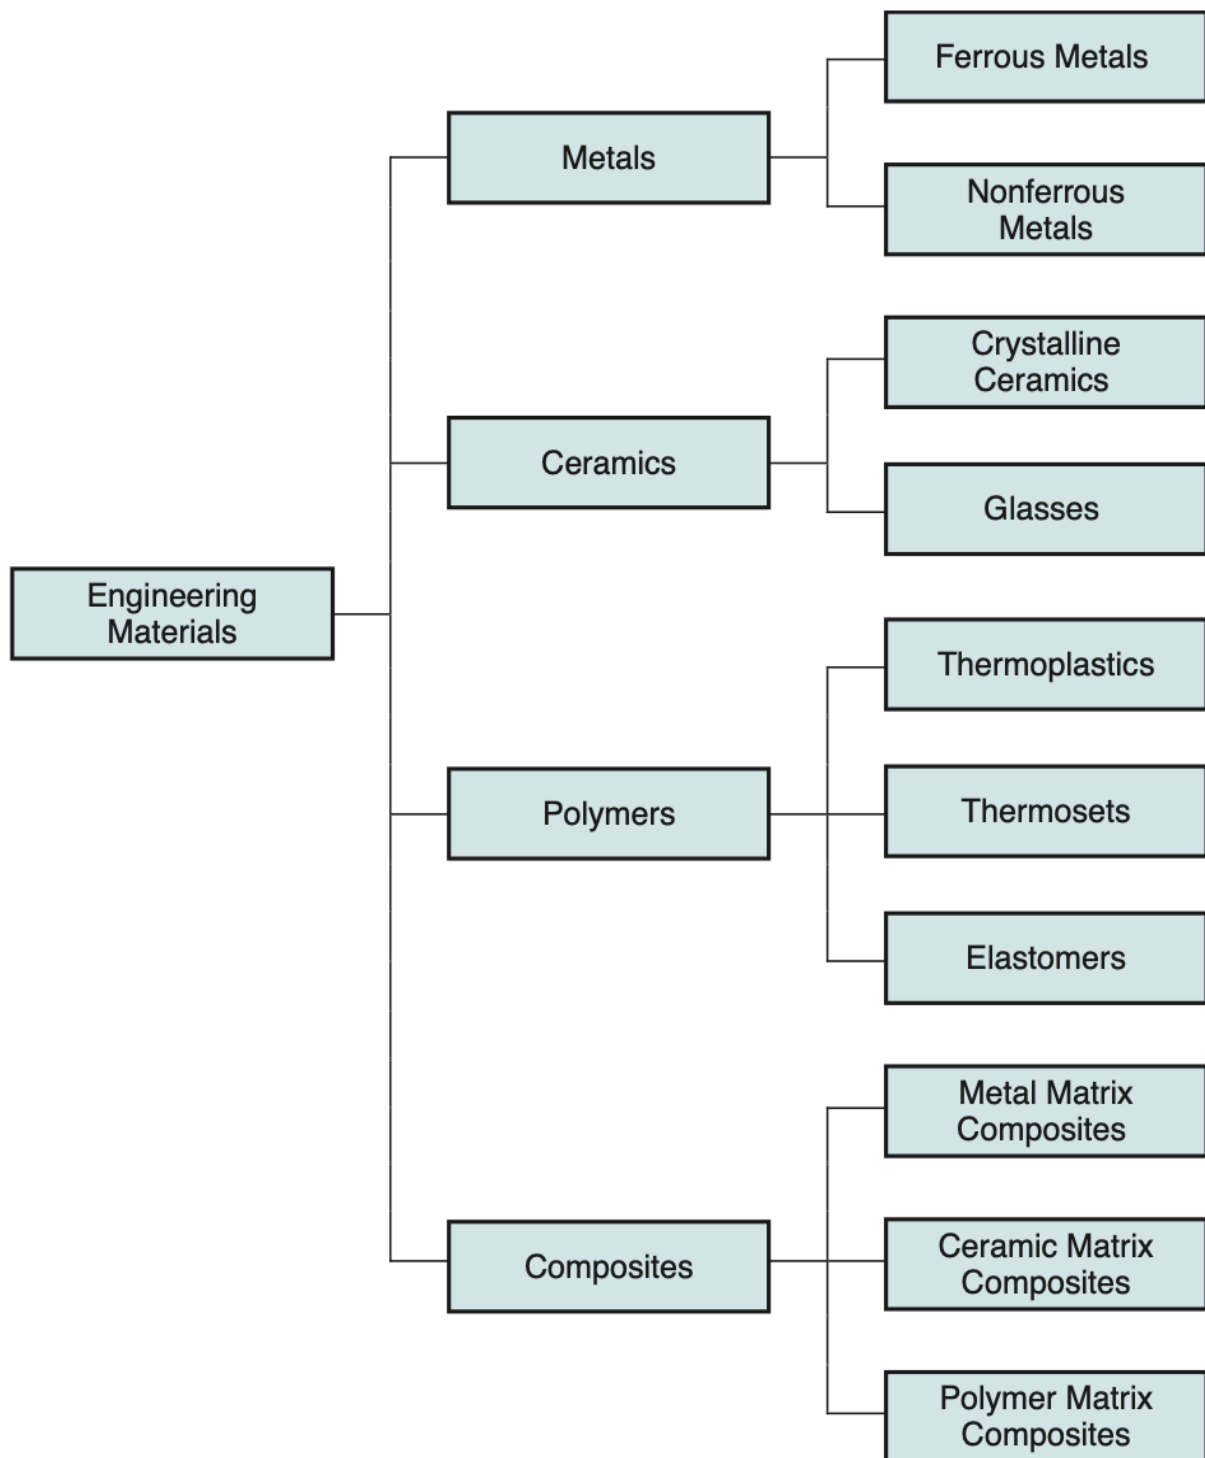 Ferrous Metals
Metals
Nonferrous
Metals
Crystalline
Ceramics
Ceramics
Glasses
Engineering
Materials
Thermoplastics
Polymers
Thermosets
Elastomers
Metal Matrix
Composites
Composites
Ceramic Matrix
Composites
Polymer Matrix
Composites